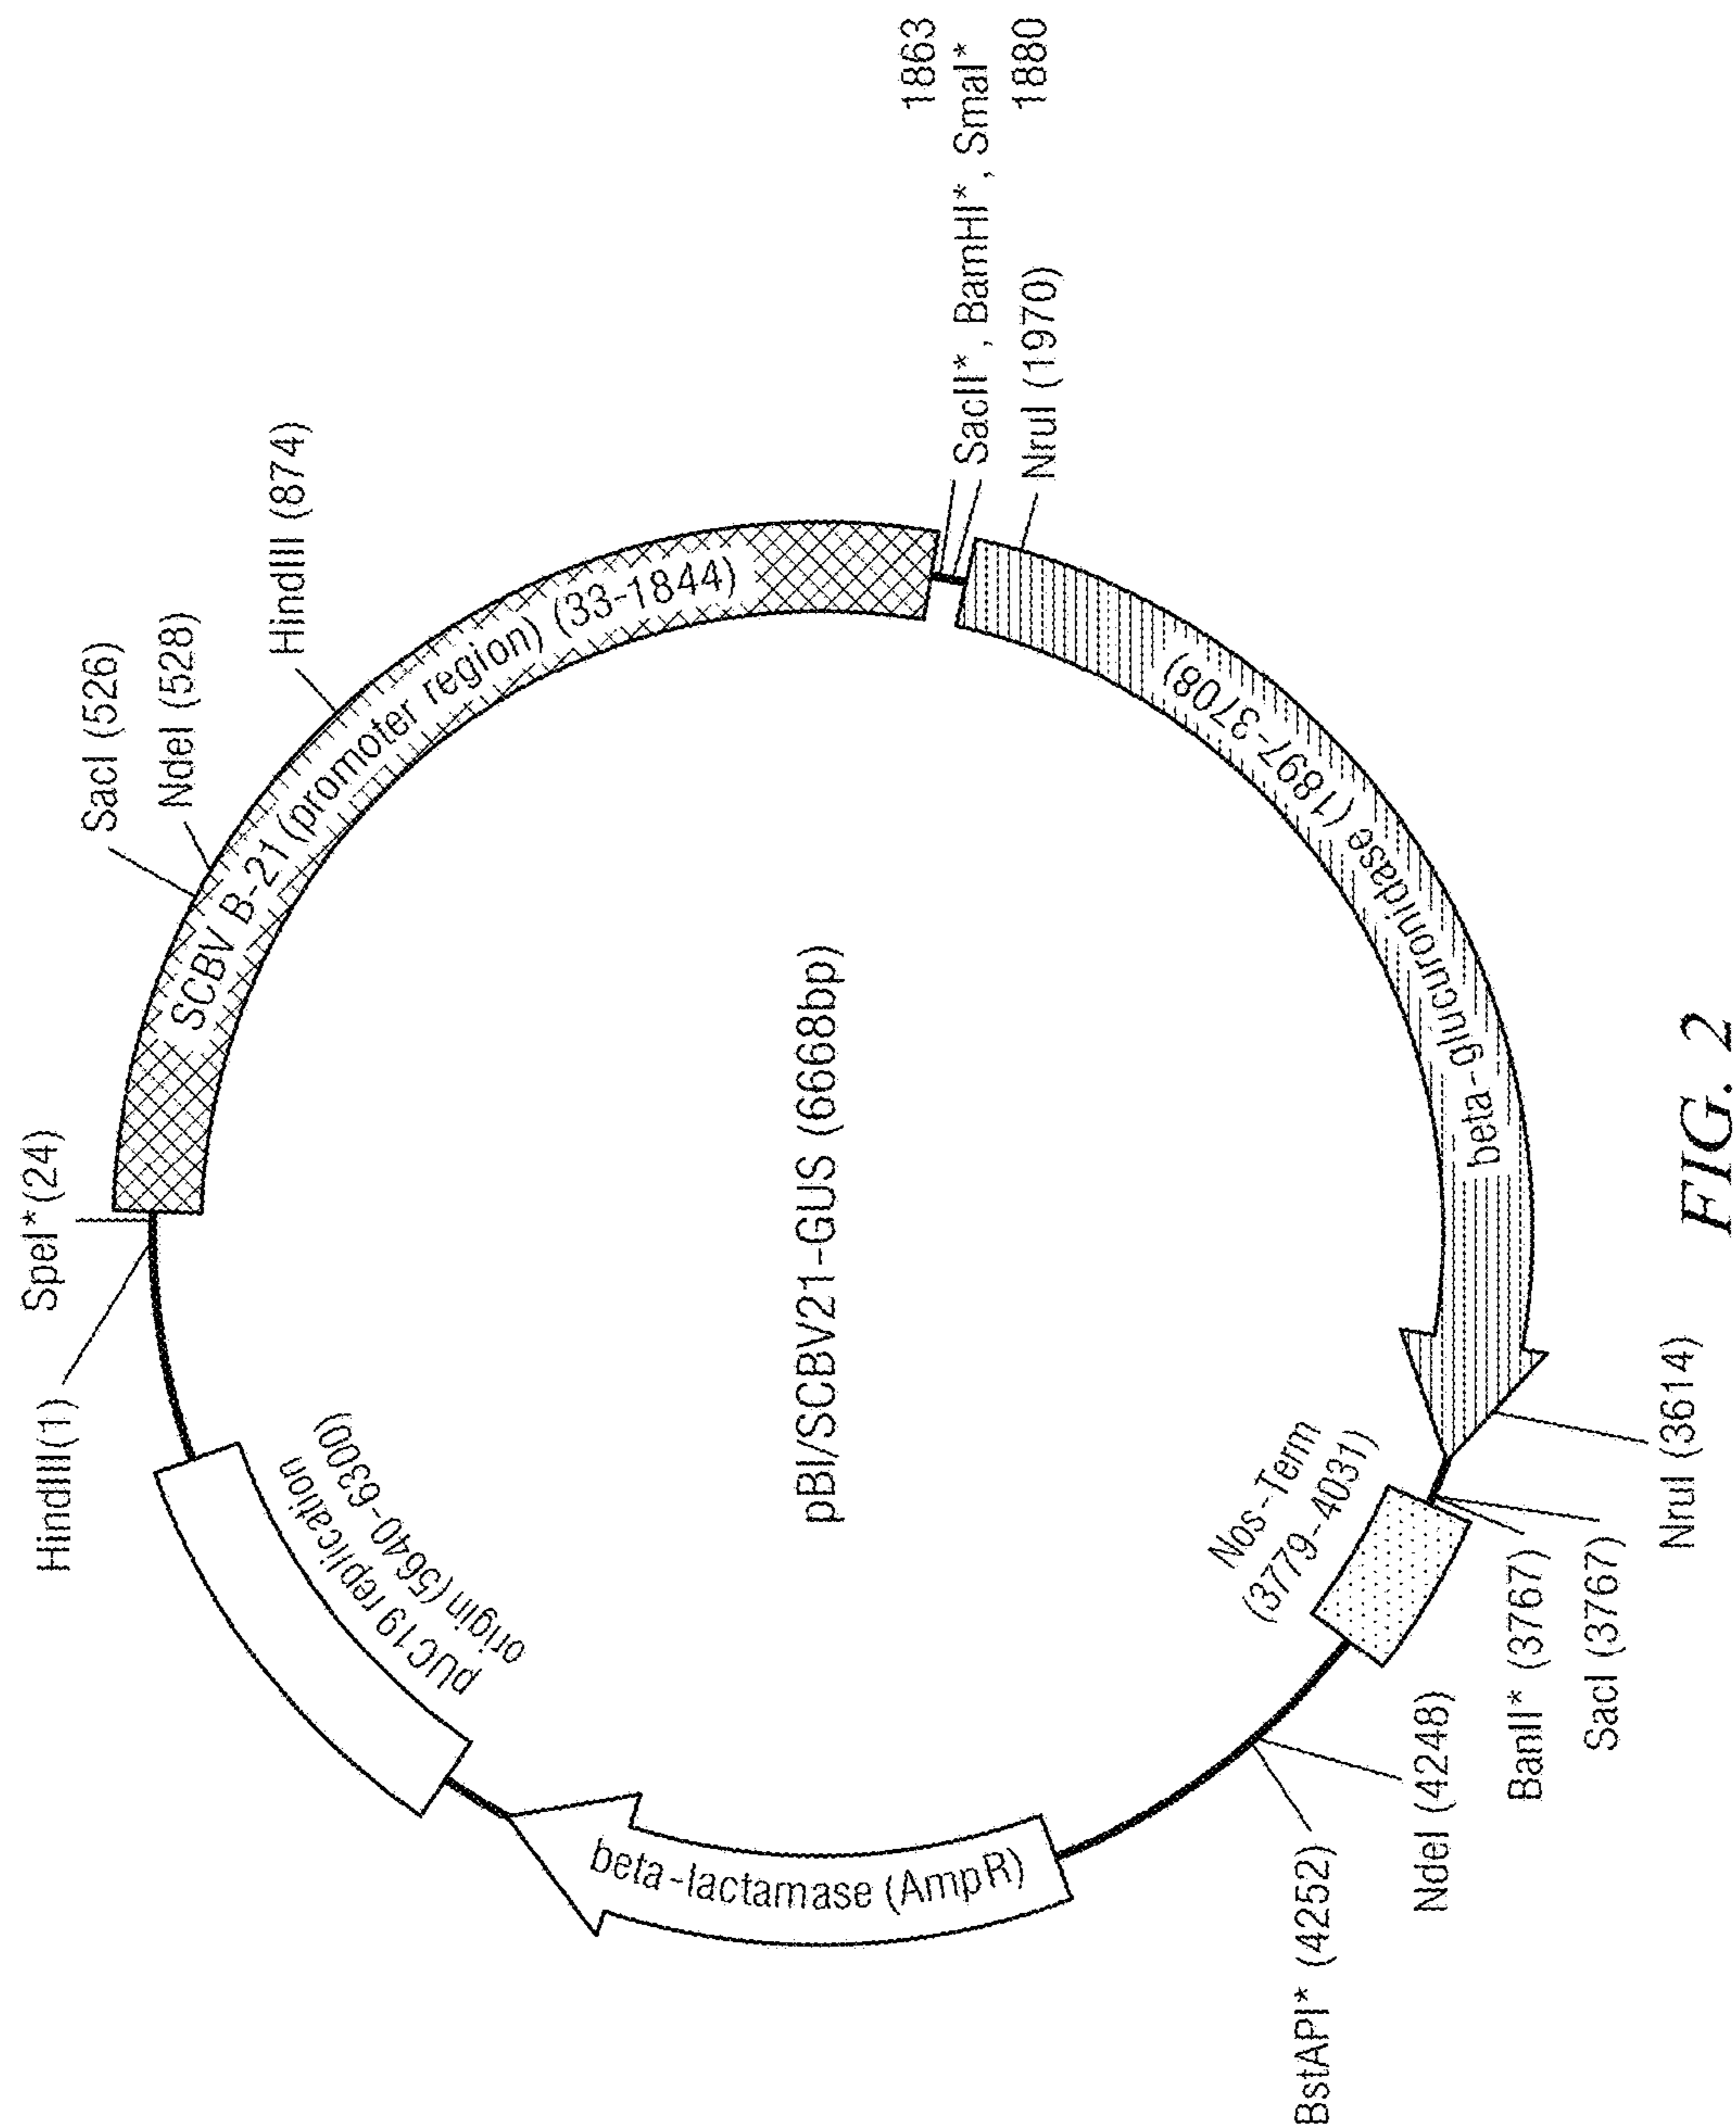 SpeI*(24)
HindIII(1)
SacI (526)
NdeI (528)
HindIII (874)
SCBV B-21 (promoter region) (33-1844)
1863
SacII*, BamHI*, SmaI*
1880
NruI (1970)
beta-glucuronidase (1897-3708)
pBI/SCBV21-GUS (6668bp)
pUC19 replication
origin (5640-6300)
beta-lactamase (AmpR)
Nos-Term
(3779-4031)
NruI (3614)
SacI (3767)
BanII* (3767)
NdeI (4248)
BstAPI* (4252)
FIG. 2